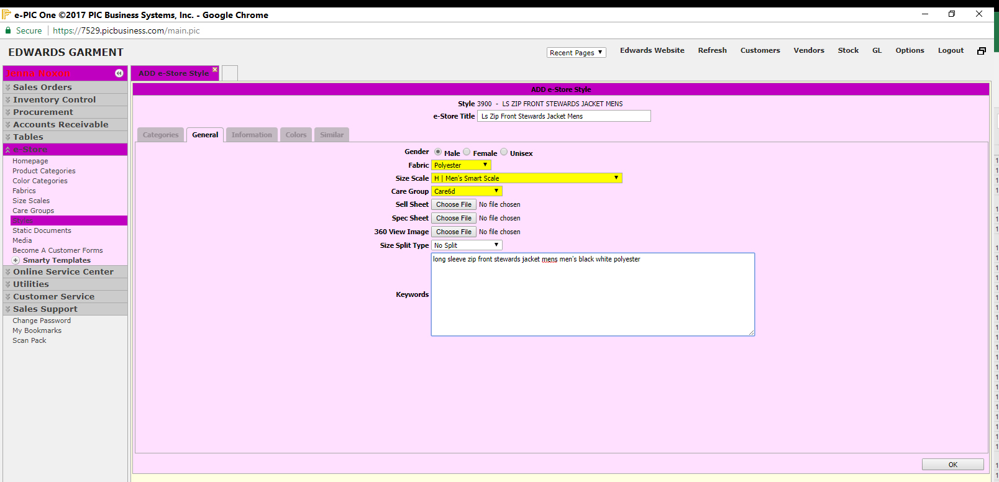 e-PIC One ©2017 PIC Business Systems, Inc. - Google Chrome
Secure https://7529.picbusiness.com/main.pic
EDWARDS GARMENT
Recent Pages Edwards Website Refresh Customers Vendors Stock GL Options Logout
Jenna Noxon
Sales Orders
Inventory Control
Procurement
Accounts Receivable
Tables
e-Store
Homepage
Product Categories
Color Categories
Fabrics
Size Scales
Care Groups
Styles
Static Documents
Media
Become A Customer Forms
Smarty Templates
Online Service Center
Utilities
Customer Service
Sales Support
Change Password
My Bookmarks
Scan Pack
ADD e-Store Style
ADD e-Store Style
Style 3900 - LS ZIP FRONT STEWARDS JACKET MENS
e-Store Title Ls Zip Front Stewards Jacket Mens
Categories General Information Colors Similar
Gender Male Female Unisex
Fabric Polyester
Size Scale H | Men's Smart Scale
Care Group Care6d
Sell Sheet Choose File No file chosen
Spec Sheet Choose File No file chosen
360 View Image Choose File No file chosen
Size Split Type No Split
long sleeve zip front stewards jacket mens men's black white polyester
Keywords
OK